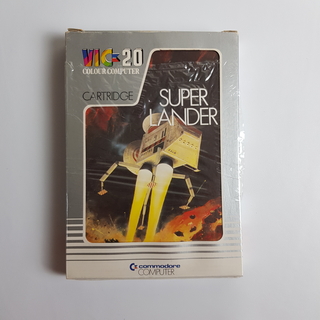 VIC-20
COLOUR COMPUTER
CARTRIDGE
SUPER
LANDER
commodore
COMPUTER